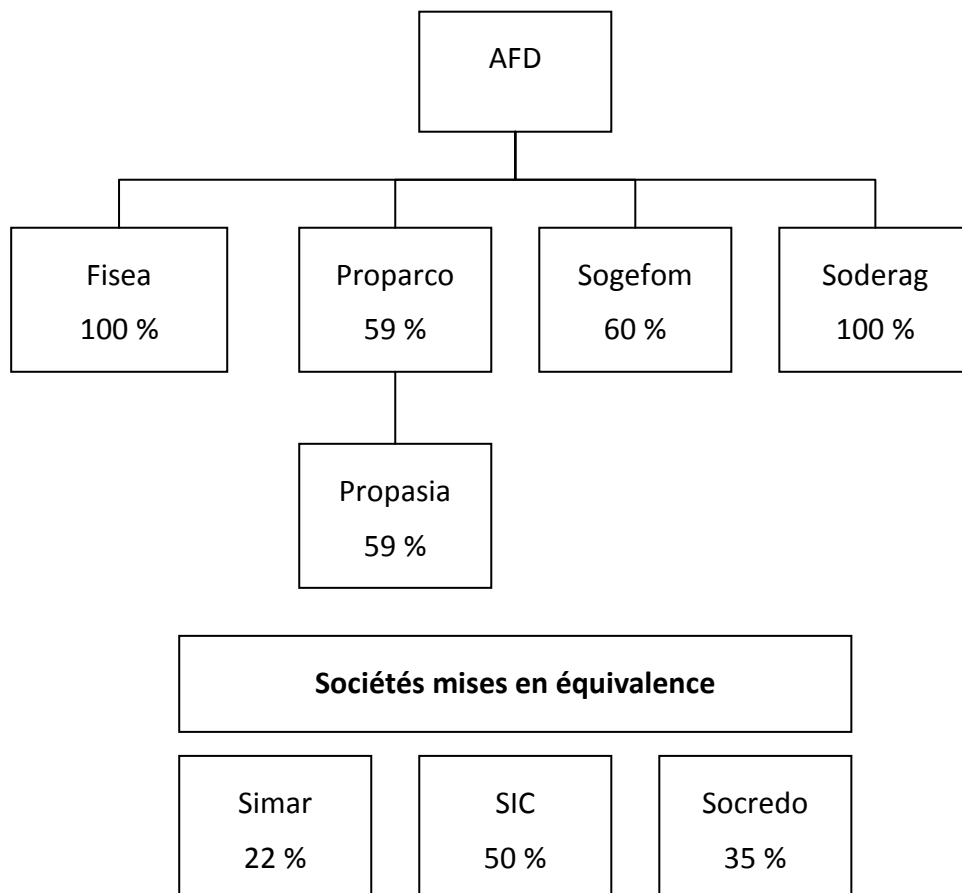 AFD
Fisea
100 %
Proparco
59 %
Sogefom
60 %
Soderag
100 %
Propasia
59 %
Sociétés mises en équivalence
Simar
22 %
SIC
50 %
Socredo
35 %